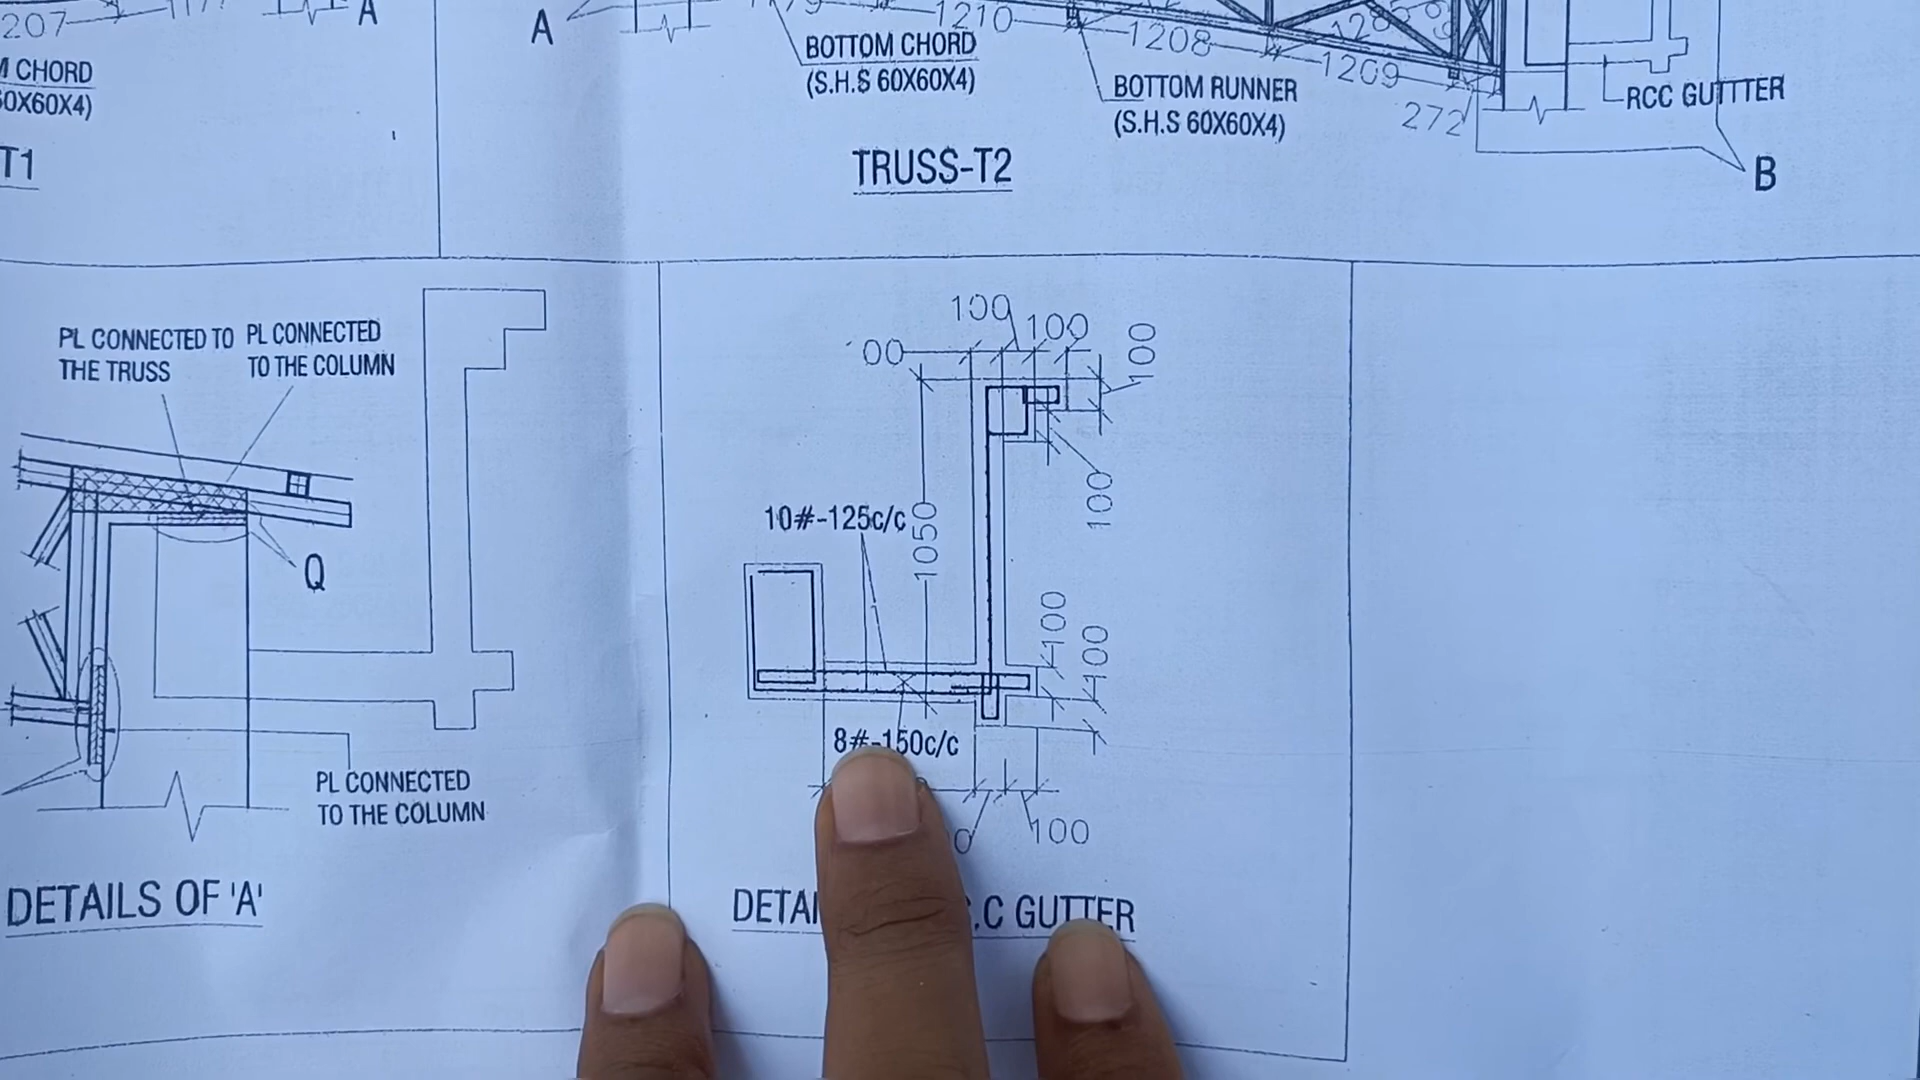 207
A
A
1210
1208
1209
272
BOTTOM CHORD
(S.H.S 60X60X4)
BOTTOM RUNNER
(S.H.S 60X60X4)
RCC GUTTTER
CHORD
TRUSS-T2
B
T1
PL CONNECTED TO
THE TRUSS
PL CONNECTED
TO THE COLUMN
Q
PL CONNECTED
TO THE COLUMN
DETAILS OF 'A'
100
100
00
100
100
10#-125c/c
1050
100
100
8#-150c/c
100
GUTTER